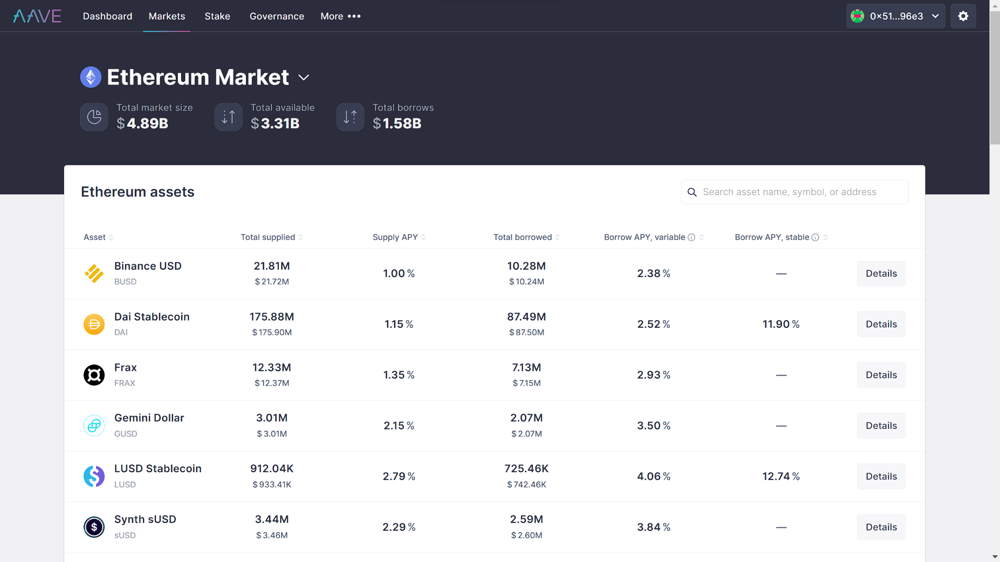 AAVE Dashboard Markets Stake Governance More ••• 0×51...96e3
Ethereum Market
Total market size Total available Total borrows
$4.89B $3.31B $1.58B
Ethereum assets Search asset name, symbol, or address
Asset Total supplied Supply APY Total borrowed Borrow APY, variable Borrow APY, stable
Binance USD 21.81M 10.28M
1.00 % 2.38 % — Details
BUSD $ 21.72M $ 10.24M
Dai Stablecoin 175.88M 87.49M
1.15 % 2.52 % 11.90 % Details
DAI $ 175.90M $ 87.50M
Frax 12.33M 7.13M
1.35 % 2.93 % — Details
FRAX $ 12.37M $ 7.15M
Gemini Dollar 3.01M 2.07M
2.15 % 3.50 % — Details
GUSD $ 3.01M $ 2.07M
LUSD Stablecoin 912.04K 725.46K
2.79 % 4.06 % 12.74 % Details
LUSD $ 933.41K $ 742.46K
Synth sUSD 3.44M 2.59M
2.29 % 3.84 % — Details
sUSD $ 3.46M $ 2.60M